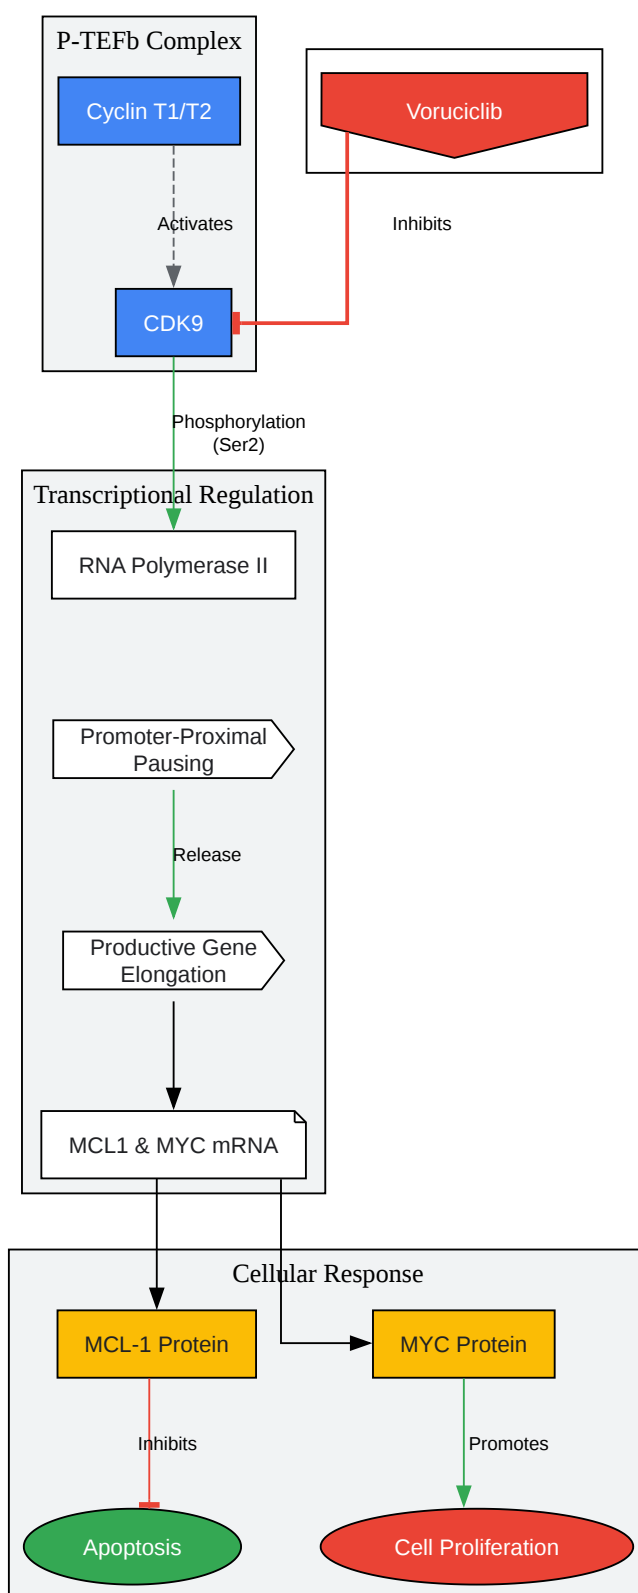 P-TEFb Complex
Cyclin T1/T2
Voruciclib
Activates
Inhibits
CDK9
Phosphorylation
(Ser2)
Transcriptional Regulation
RNA Polymerase II
Promoter-Proximal
Pausing
Release
Productive Gene
Elongation
MCL1 & MYC mRNA
Cellular Response
MCL-1 Protein
MYC Protein
Inhibits
Promotes
Apoptosis
Cell Proliferation